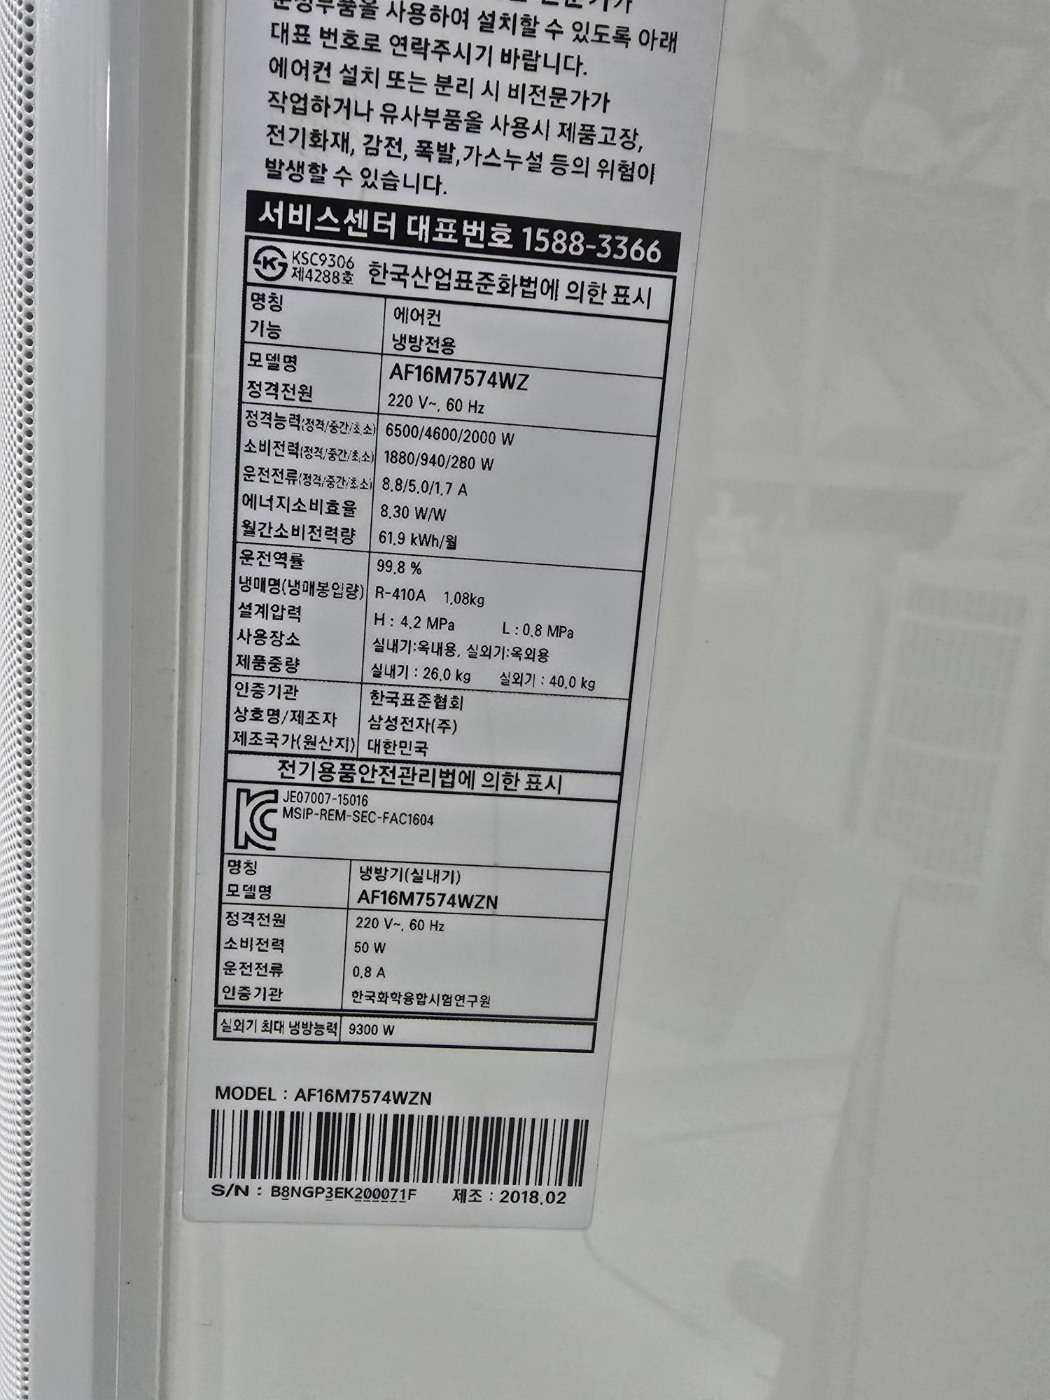 순정부품을 사용하여 설치할 수 있도록 아래
대표 번호로 연락주시기 바랍니다.
에어컨 설치 또는 분리 시 비전문가가
작업하거나 유사부품을 사용시 제품고장,
전기화재, 감전, 폭발,가스누설 등의 위험이
발생할 수 있습니다.
서비스센터 대표번호 1588-3366
KSC9306
제4288호 한국산업표준화법에 의한 표시
명칭 에어컨
기능 냉방전용
모델명 AF16M7574WZ
정격전원 220 V~, 60 Hz
정격능력(정격/중간/최소) 6500/4600/2000 W
소비전력(정격/중간/최소) 1880/940/280 W
운전전류(정격/중간/최소) 8.8/5.0/1.7 A
에너지소비효율 8.30 W/W
월간소비전력량 61.9 kWh/월
운전역률 99.8 %
냉매명(냉매봉입량) R-410A 1.08kg
설계압력 H : 4.2 MPa L : 0.8 MPa
사용장소 실내기:옥내용, 실외기:옥외용
제품중량 실내기 : 26.0 kg 실외기 : 40.0 kg
인증기관 한국표준협회
상호명/제조자 삼성전자(주)
제조국가(원산지) 대한민국
전기용품안전관리법에 의한 표시
JE07007-15016
MSIP-REM-SEC-FAC1604
명칭 냉방기(실내기)
모델명 AF16M7574WZN
정격전원 220 V~, 60 Hz
소비전력 50 W
운전전류 0.8 A
인증기관 한국화학융합시험연구원
실외기 최대 냉방능력 9300 W
MODEL : AF16M7574WZN
S/N : B8NGP3EK200071F 제조 : 2018.02